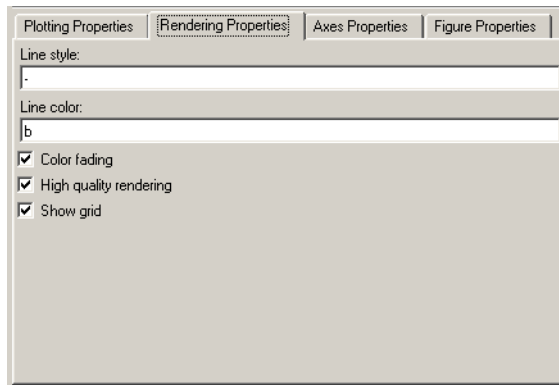 Plotting Properties Rendering Properties Axes Properties Figure Properties
Line style:
-
Line color:
b
Color fading
High quality rendering
Show grid